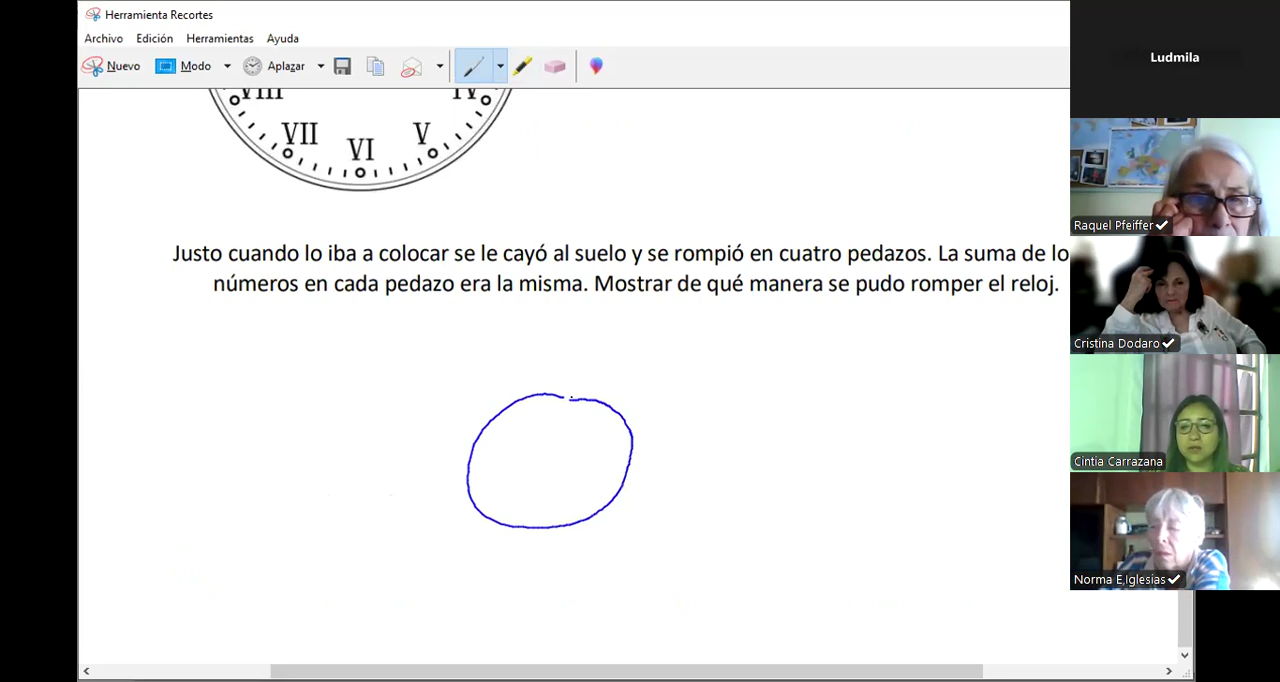 Herramienta Recortes
Archivo Edición Herramientas Ayuda
Nuevo Modo Aplazar
VIII IV
VII V
VI
Justo cuando lo iba a colocar se le cayó al suelo y se rompió en cuatro pedazos. La suma de lo
números en cada pedazo era la misma. Mostrar de qué manera se pudo romper el reloj.
Ludmila
Raquel Pfeiffer
Cristina Dodaro
Cintia Carrazana
Norma E,Iglesias